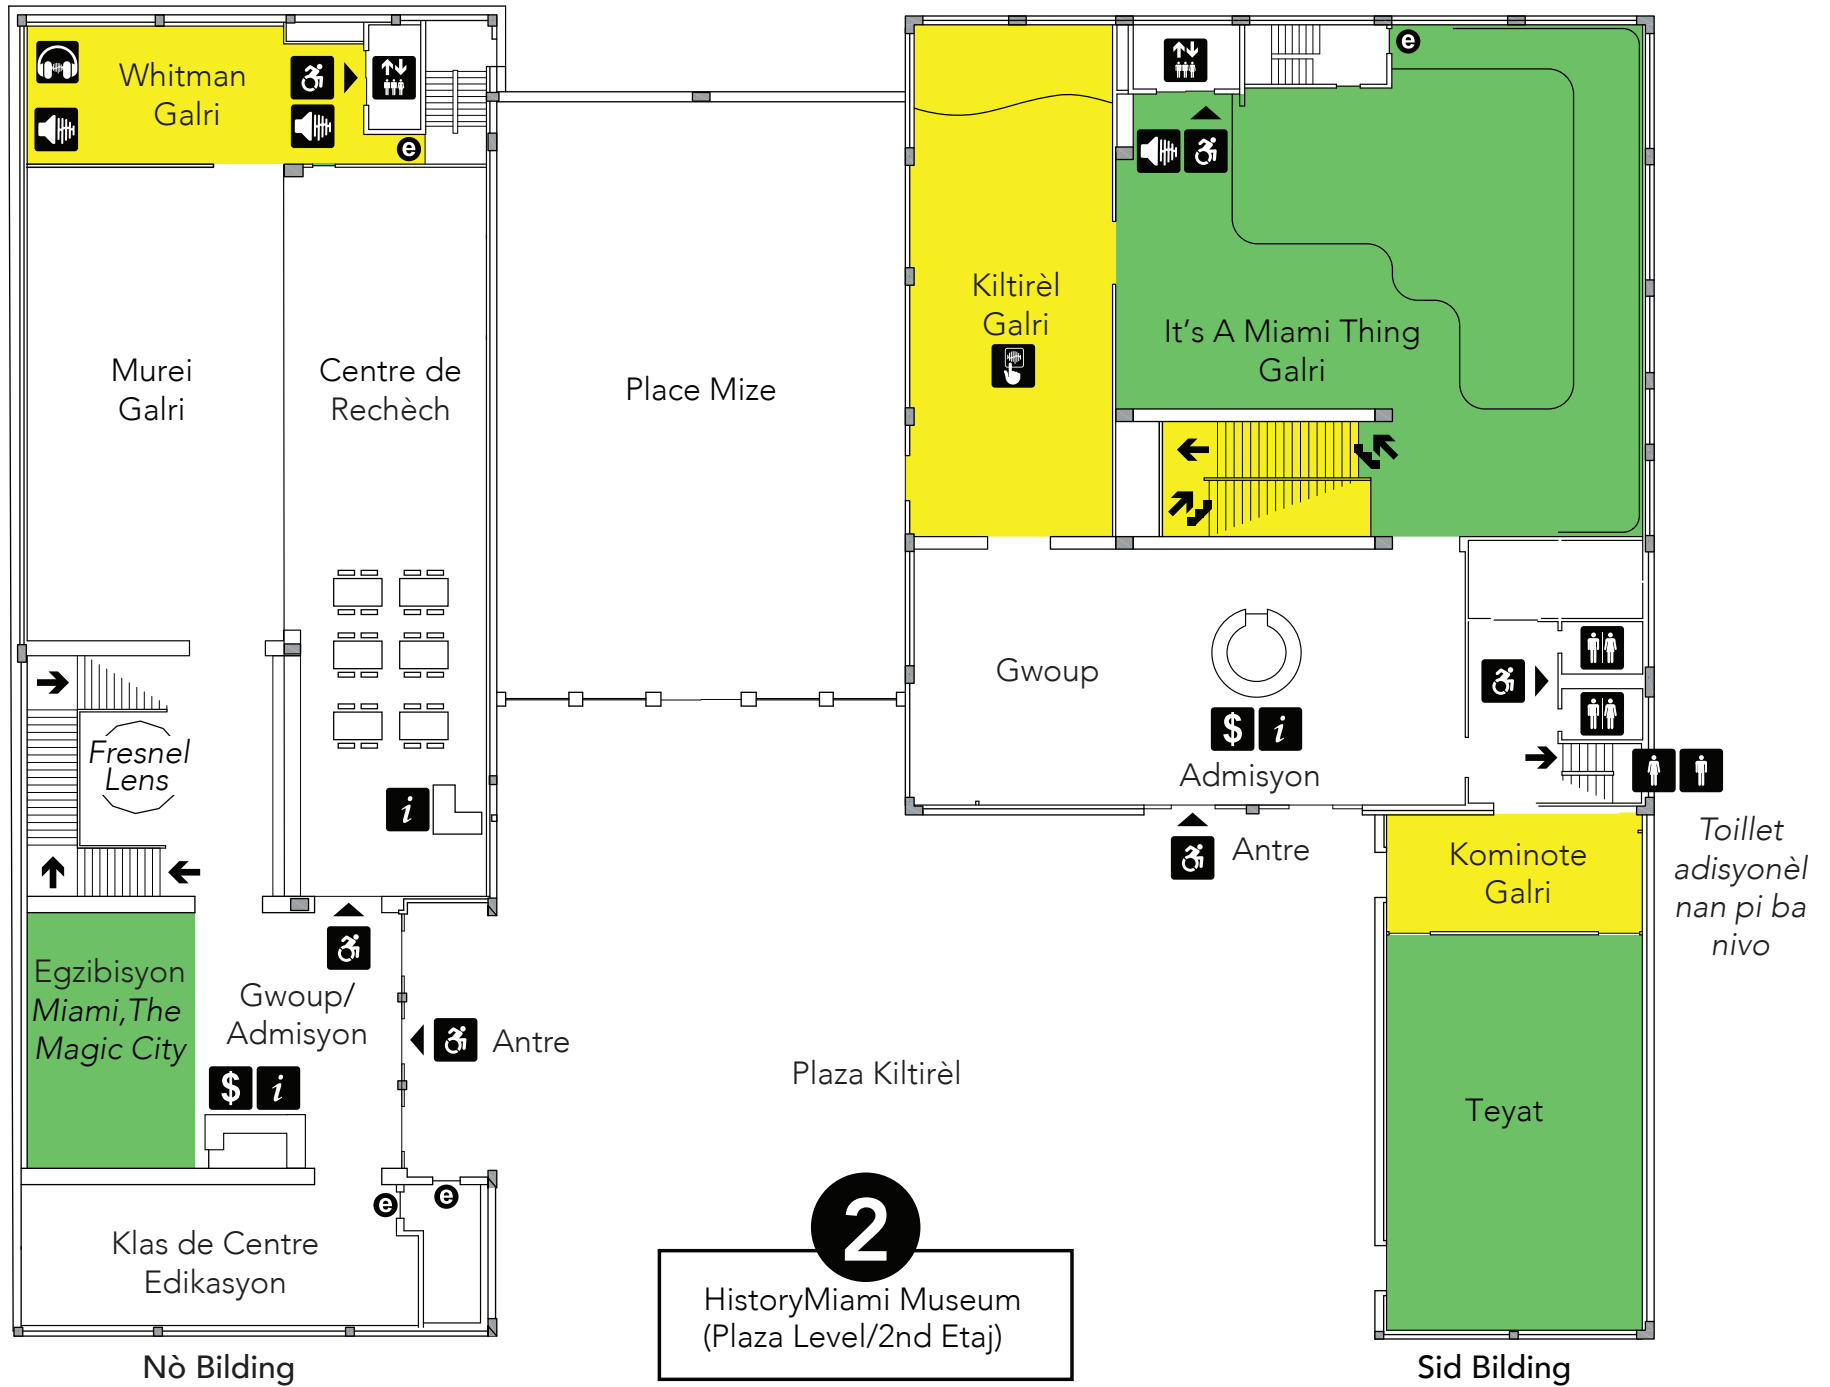 Whitman
Galri
e
Murei
Galri
Centre de
Rechèch
Place Mize
Kiltirèl
Galri
e
It's A Miami Thing
Galri
Fresnel
Lens
i
Gwoup
$ i
Admisyon
Antre
Kominote
Galri
Toillet
adisyonèl
nan pi ba
nivo
Egzibisyon
Miami,The
Magic City
Gwoup/
Admisyon
$ i
Antre
Plaza Kiltirèl
Teyat
e
e
Klas de Centre
Edikasyon
2
HistoryMiami Museum
(Plaza Level/2nd Etaj)
Nò Bilding
Sid Bilding